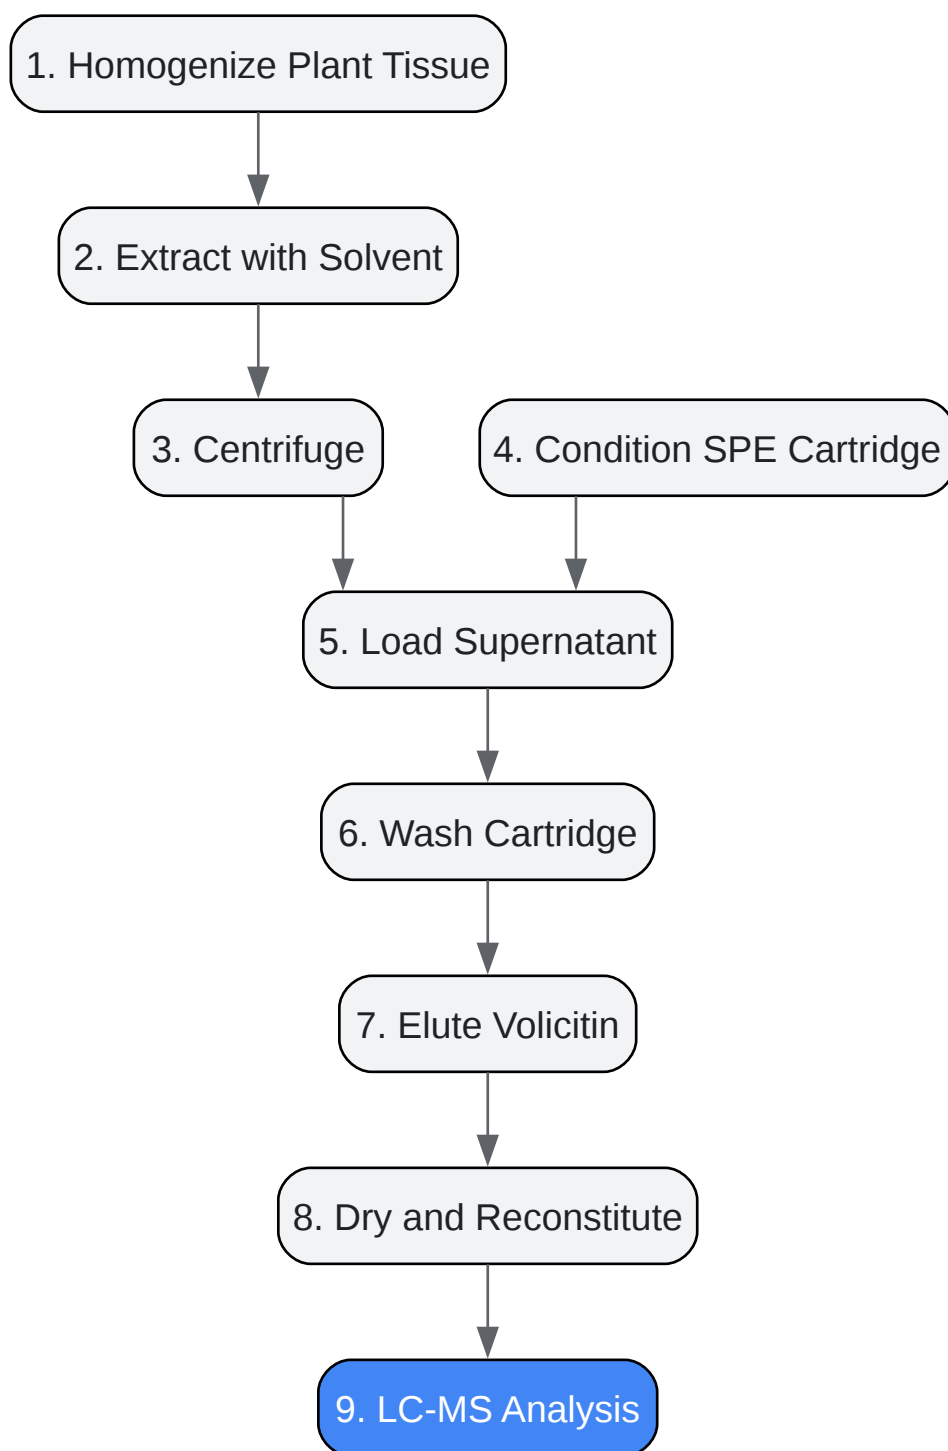 1. Homogenize Plant Tissue
2. Extract with Solvent
3. Centrifuge
4. Condition SPE Cartridge
5. Load Supernatant
6. Wash Cartridge
7. Elute Volicitin
8. Dry and Reconstitute
9. LC-MS Analysis